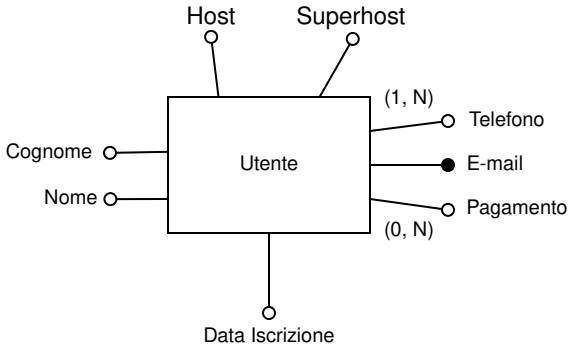 Host
Superhost
(1, N)
Telefono
Cognome
Utente
E-mail
Nome
Pagamento
(0, N)
Data Iscrizione